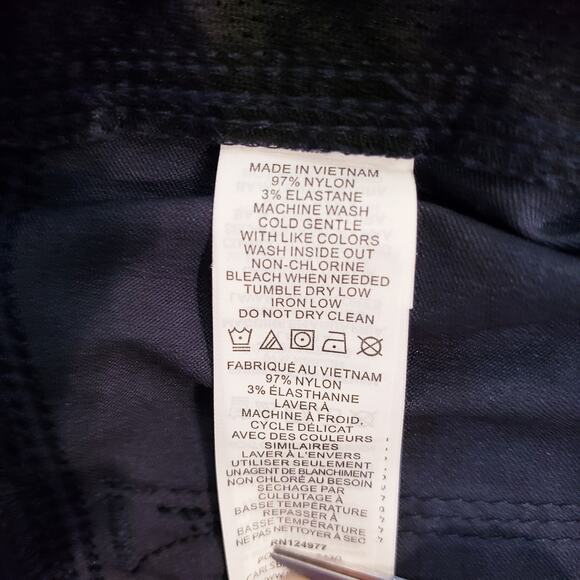 MADE IN VIETNAM
97% NYLON
3% ELASTANE
MACHINE WASH
COLD GENTLE
WITH LIKE COLORS
WASH INSIDE OUT
NON-CHLORINE
BLEACH WHEN NEEDED
TUMBLE DRY LOW
IRON LOW
DO NOT DRY CLEAN
FABRIQUÉ AU VIETNAM
97% NYLON
3% ÉLASTHANNE
LAVER À
MACHINE À FROID,
CYCLE DÉLICAT
AVEC DES COULEURS
SIMILAIRES
LAVER À L'ENVERS
UTILISER SEULEMENT
UN AGENT DE BLANCHIMENT
NON CHLORÉ AU BESOIN
SÉCHAGE PAR
CULBUTAGE À
BASSE TEMPÉRATURE
REPASSER À
BASSE TEMPÉRATURE
NE PAS NETTOYER À SEC
RN124977